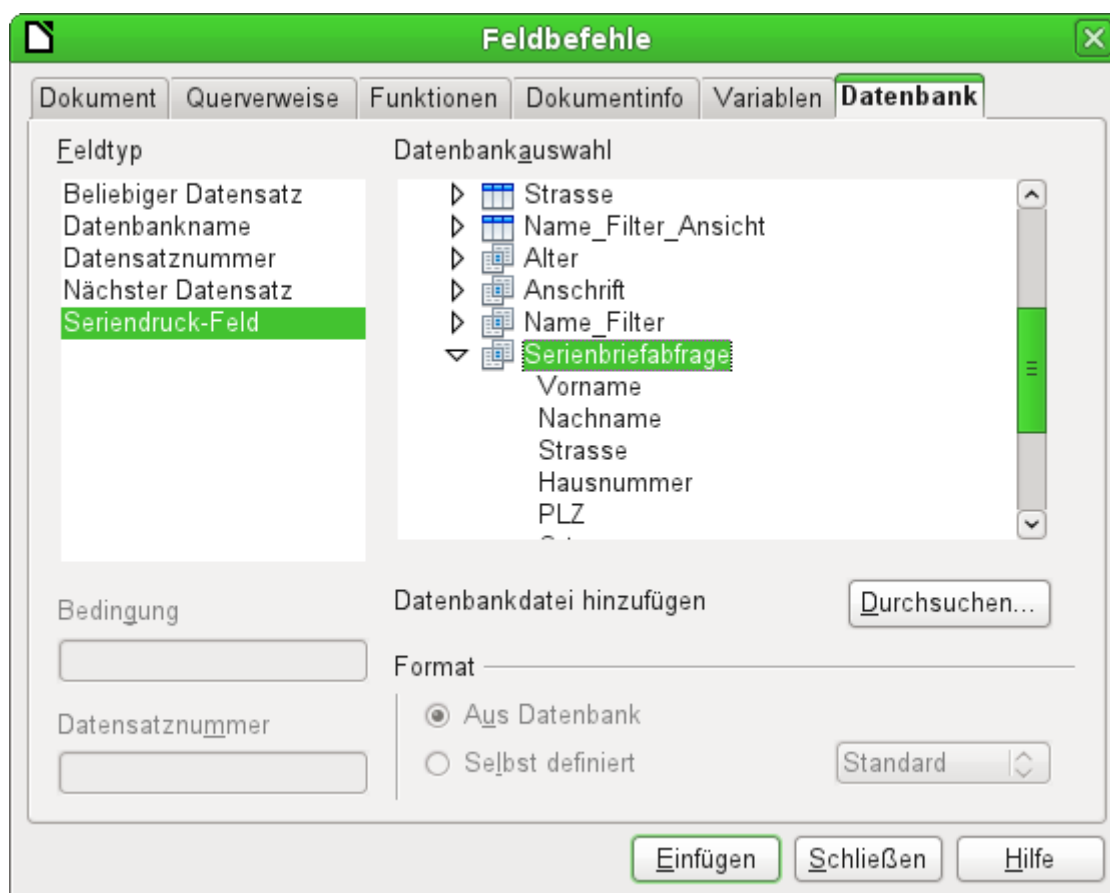 Feldbefehle
Dokument Querverweise Funktionen Dokumentinfo Variablen Datenbank
Feldtyp
Beliebiger Datensatz
Datenbankname
Datensatznummer
Nächster Datensatz
Seriendruck-Feld
Datenbankauswahl
Strasse
Name_Filter_Ansicht
Alter
Anschrift
Name_Filter
Serienbriefabfrage
Vorname
Nachname
Strasse
Hausnummer
PLZ
Bedingung
Datensatznummer
Datenbankdatei hinzufügen Durchsuchen...
Format
Aus Datenbank
Selbst definiert Standard
Einfügen Schließen Hilfe